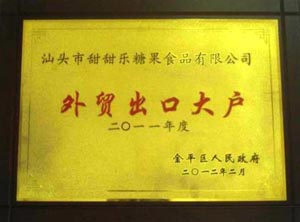 汕头市甜甜乐糖果食品有限公司
外贸出口大户
二〇一一年度
金平区人民政府
二〇一二年二月